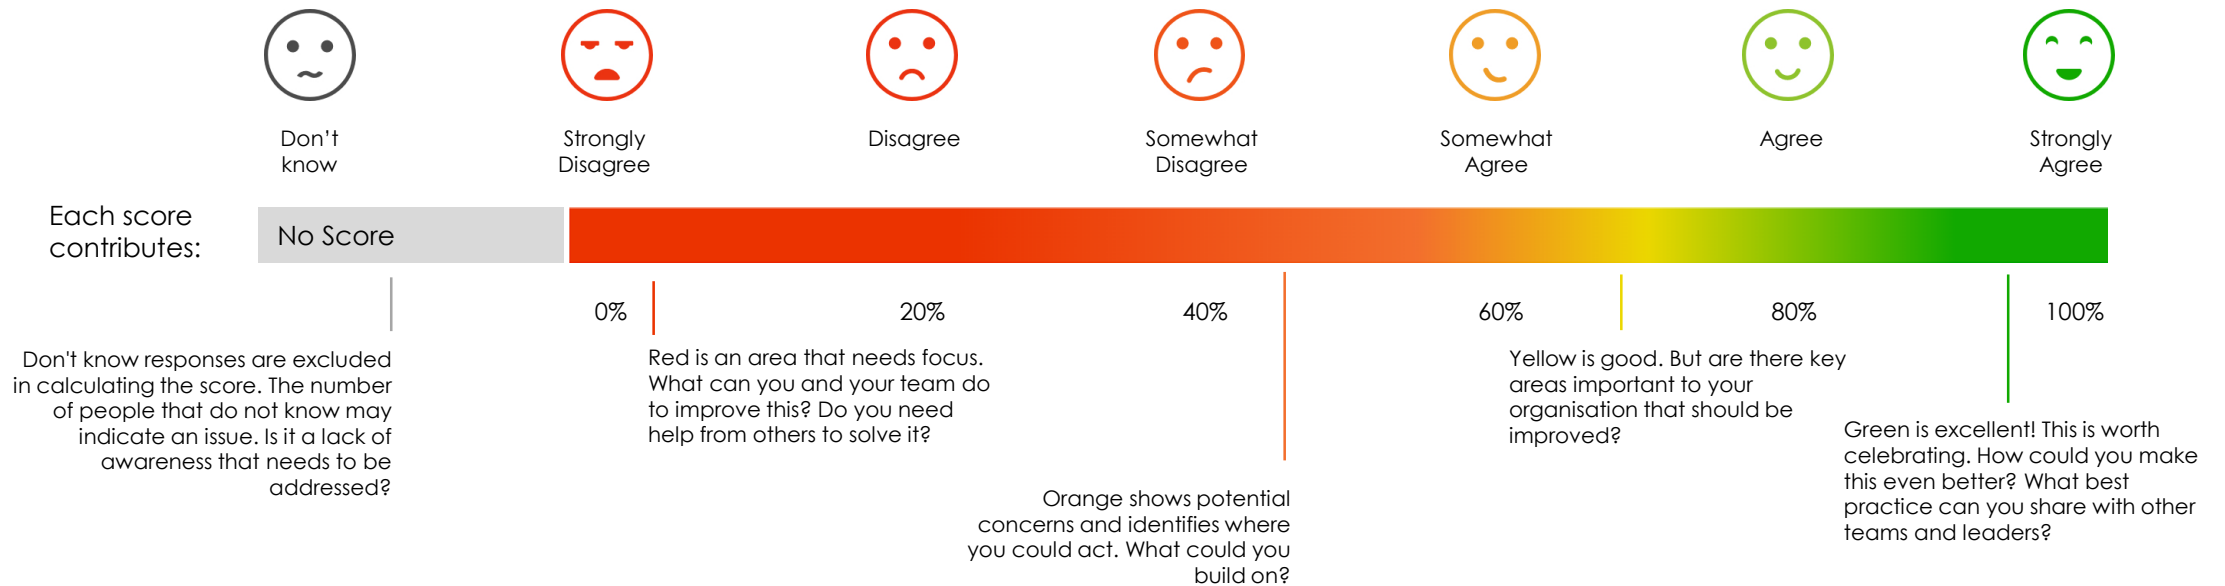 Don’t
know
Strongly
Disagree
Disagree
Somewhat
Disagree
Somewhat
Agree
Agree
Strongly
Agree
Each score
contributes:
No Score
0%
20%
40%
60%
80%
100%
Don't know responses are excluded
in calculating the score. The number
of people that do not know may
indicate an issue. Is it a lack of
awareness that needs to be
addressed?
Red is an area that needs focus.
What can you and your team do
to improve this? Do you need
help from others to solve it?
Orange shows potential
concerns and identifies where
you could act. What could you
build on?
Yellow is good. But are there key
areas important to your
organisation that should be
improved?
Green is excellent! This is worth
celebrating. How could you make
this even better? What best
practice can you share with other
teams and leaders?